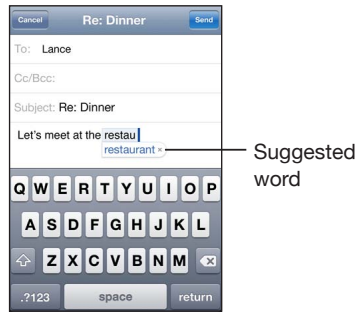 Cancel Re: Dinner Send
To: Lance
Cc/Bcc:
Subject: Re: Dinner
Let's meet at the restau
restaurant ×
Suggested
word
Q W E R T Y U I O P
A S D F G H J K L
Z X C V B N M
.?123 space return